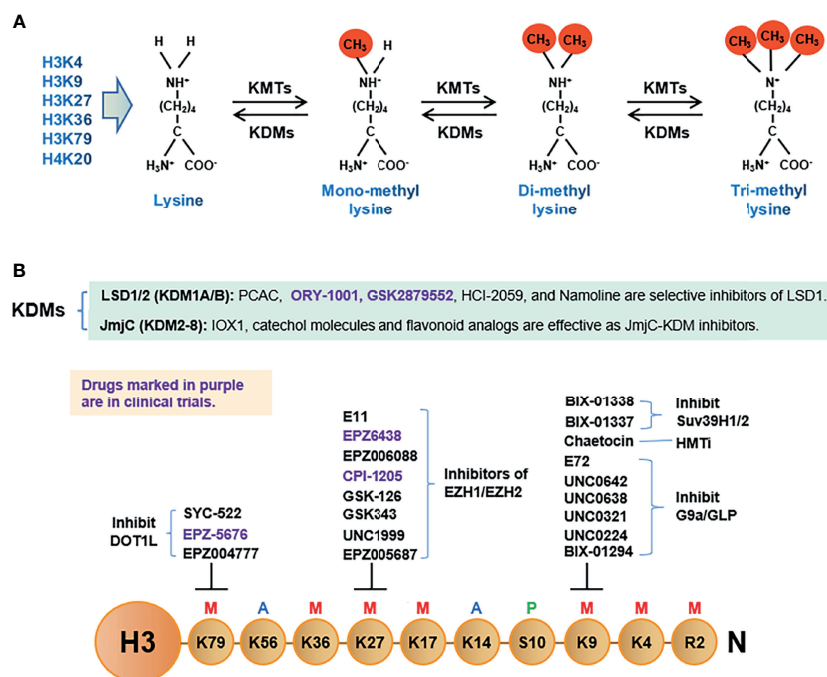 A
H3K4
H3K9
H3K27
H3K36
H3K79
H4K20
H H
NH⁺
(CH₂)₄
C
H₃N⁺ COO⁻
Lysine
KMTs
KDMs
CH₃ H
NH⁺
(CH₂)₄
C
H₃N⁺ COO⁻
Mono-methyl
lysine
KMTs
KDMs
CH₃ CH₃
NH⁺
(CH₂)₄
C
H₃N⁺ COO⁻
Di-methyl
lysine
KMTs
KDMs
CH₃ CH₃ CH₃
N⁺
(CH₂)₄
C
H₃N⁺ COO⁻
Tri-methyl
lysine
B
KDMs
LSD1/2 (KDM1A/B): PCAC, ORY-1001, GSK2879552, HCI-2059, and Namoline are selective inhibitors of LSD1.
JmjC (KDM2-8): IOX1, catechol molecules and flavonoid analogs are effective as JmjC-KDM inhibitors.
Drugs marked in purple
are in clinical trials.
Inhibit
DOT1L
SYC-522
EPZ-5676
EPZ004777
E11
EPZ6438
EPZ006088
CPI-1205
GSK-126
GSK343
UNC1999
EPZ005687
Inhibitors of
EZH1/EZH2
BIX-01338
BIX-01337
Inhibit
Suv39H1/2
Chaetocin
HMTi
E72
UNC0642
UNC0638
UNC0321
UNC0224
BIX-01294
Inhibit
G9a/GLP
M A M M M A P M M M
H3 K79 K56 K36 K27 K17 K14 S10 K9 K4 R2 N